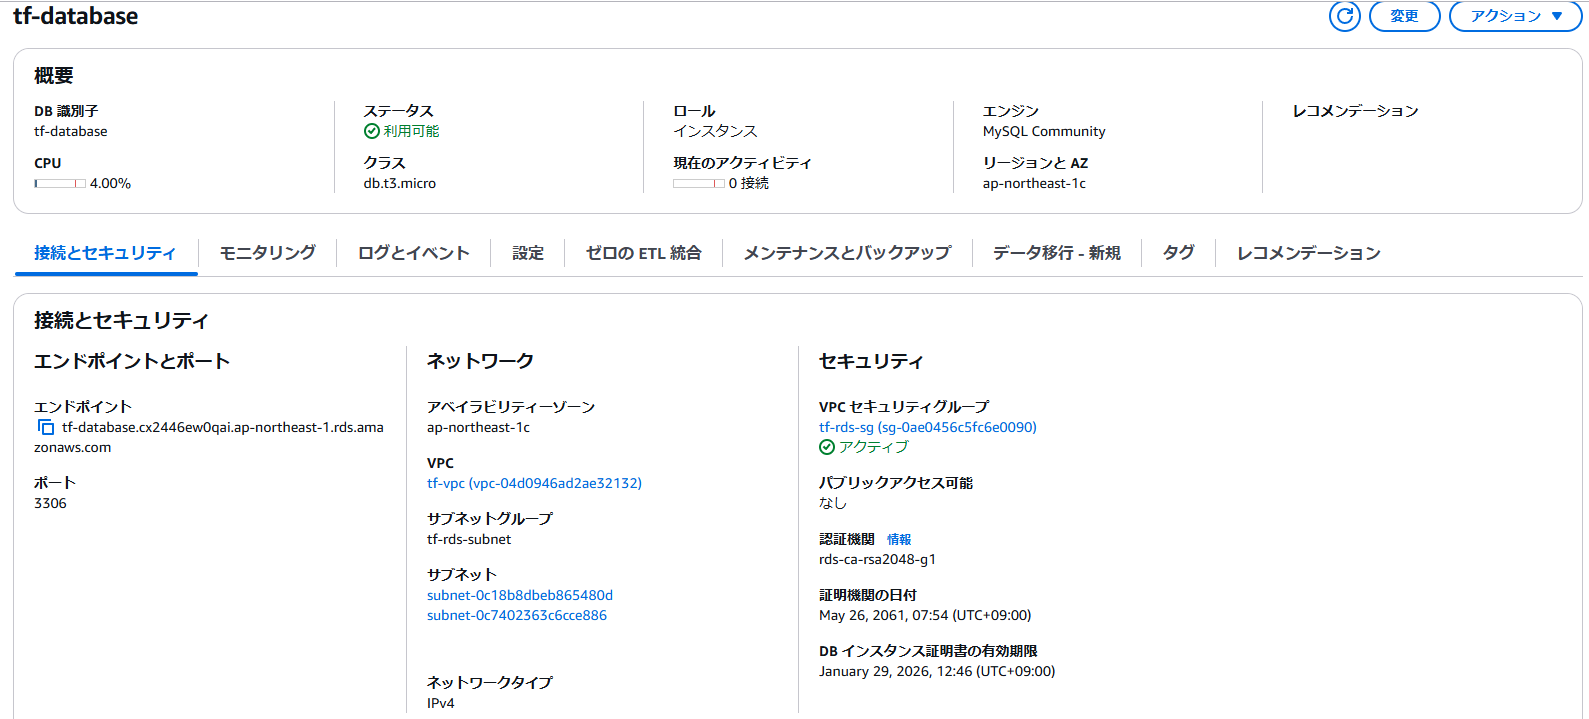 tf-database
変更
アクション
概要
DB 識別子
tf-database
ステータス
利用可能
ロール
インスタンス
エンジン
MySQL Community
レコメンデーション
CPU
4.00%
クラス
db.t3.micro
現在のアクティビティ
0 接続
リージョンと AZ
ap-northeast-1c
接続とセキュリティ
モニタリング
ログとイベント
設定
ゼロの ETL 統合
メンテナンスとバックアップ
データ移行 - 新規
タグ
レコメンデーション
接続とセキュリティ
エンドポイントとポート
エンドポイント
tf-database.cx2446ew0qai.ap-northeast-1.rds.ama
zonaws.com
ポート
3306
ネットワーク
アベイラビリティーゾーン
ap-northeast-1c
VPC
tf-vpc (vpc-04d0946ad2ae32132)
サブネットグループ
tf-rds-subnet
サブネット
subnet-0c18b8dbeb865480d
subnet-0c7402363c6cce886
ネットワークタイプ
IPv4
セキュリティ
VPC セキュリティグループ
tf-rds-sg (sg-0ae0456c5fc6e0090)
アクティブ
パブリックアクセス可能
なし
認証機関 情報
rds-ca-rsa2048-g1
証明機関の日付
May 26, 2061, 07:54 (UTC+09:00)
DB インスタンス証明書の有効期限
January 29, 2026, 12:46 (UTC+09:00)